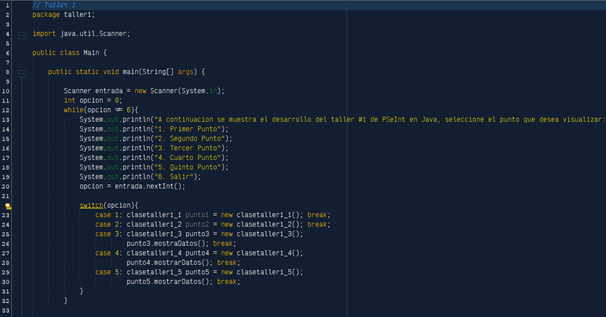 1 // Taller 1
2 package taller1;
3
4 import java.util.Scanner;
5
6 public class Main {
7
8 public static void main(String[] args) {
9
10 Scanner entrada = new Scanner(System.in);
11 int opcion = 0;
12 while(opcion != 6){
13 System.out.println("A continuacion se muestra el desarrollo del taller #1 de PSeInt en Java, seleccione el punto que desea visualizar:
14 System.out.println("1. Primer Punto");
15 System.out.println("2. Segundo Punto");
16 System.out.println("3. Tercer Punto");
17 System.out.println("4. Cuarto Punto");
18 System.out.println("5. Quinto Punto");
19 System.out.println("6. Salir");
20 opcion = entrada.nextInt();
21
switch(opcion){
23 case 1: clasetaller1_1 punto1 = new clasetaller1_1(); break;
24 case 2: clasetaller1_2 punto2 = new clasetaller1_2(); break;
25 case 3: clasetaller1_3 punto3 = new clasetaller1_3();
26 punto3.mostraDatos(); break;
27 case 4: clasetaller1_4 punto4 = new clasetaller1_4();
28 punto4.mostrarDatos(); break;
29 case 5: clasetaller1_5 punto5 = new clasetaller1_5();
30 punto5.mostrarDatos(); break;
31 }
32 }
33